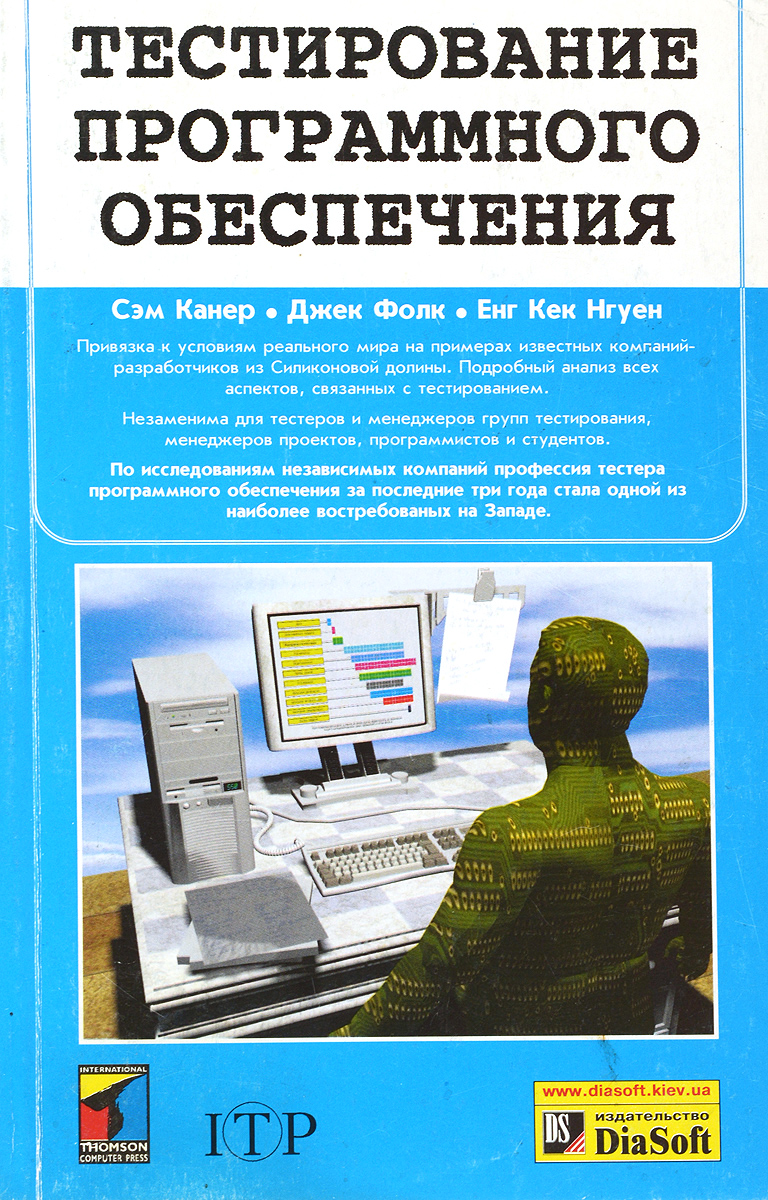 ТЕСТИРОВАНИЕ
ПРОГРАММНОГО
ОБЕСПЕЧЕНИЯ
Сэм Канер • Джек Фолк • Енг Кек Нгуен
Привязка к условиям реального мира на примерах известных компаний-
разработчиков из Силиконовой долины. Подробный анализ всех
аспектов, связанных с тестированием.
Незаменима для тестеров и менеджеров групп тестирования,
менеджеров проектов, программистов и студентов.
По исследованиям независимых компаний профессия тестера
программного обеспечения за последние три года стала одной из
наиболее востребованых на Западе.
INTERNATIONAL
THOMSON
COMPUTER PRESS
ITP
www.diasoft.kiev.ua
DS
издательство
DiaSoft